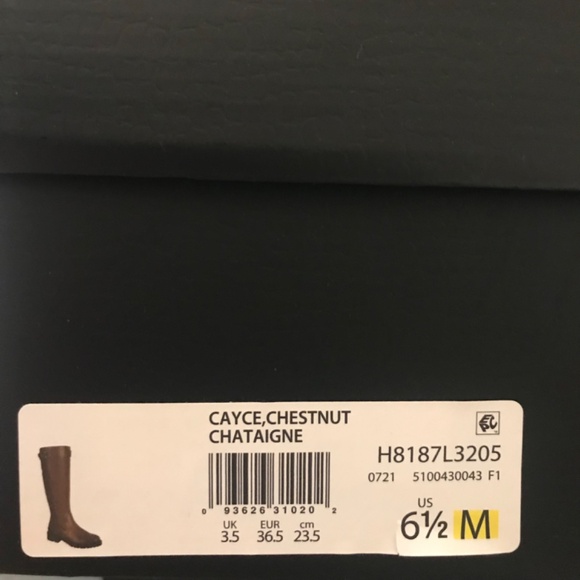 CAYCE,CHESTNUT
CHATAIGNE
H8187L3205
0721 5100430043 F1
0 93626 31020 2
UK EUR cm
3.5 36.5 23.5
US
6½ M